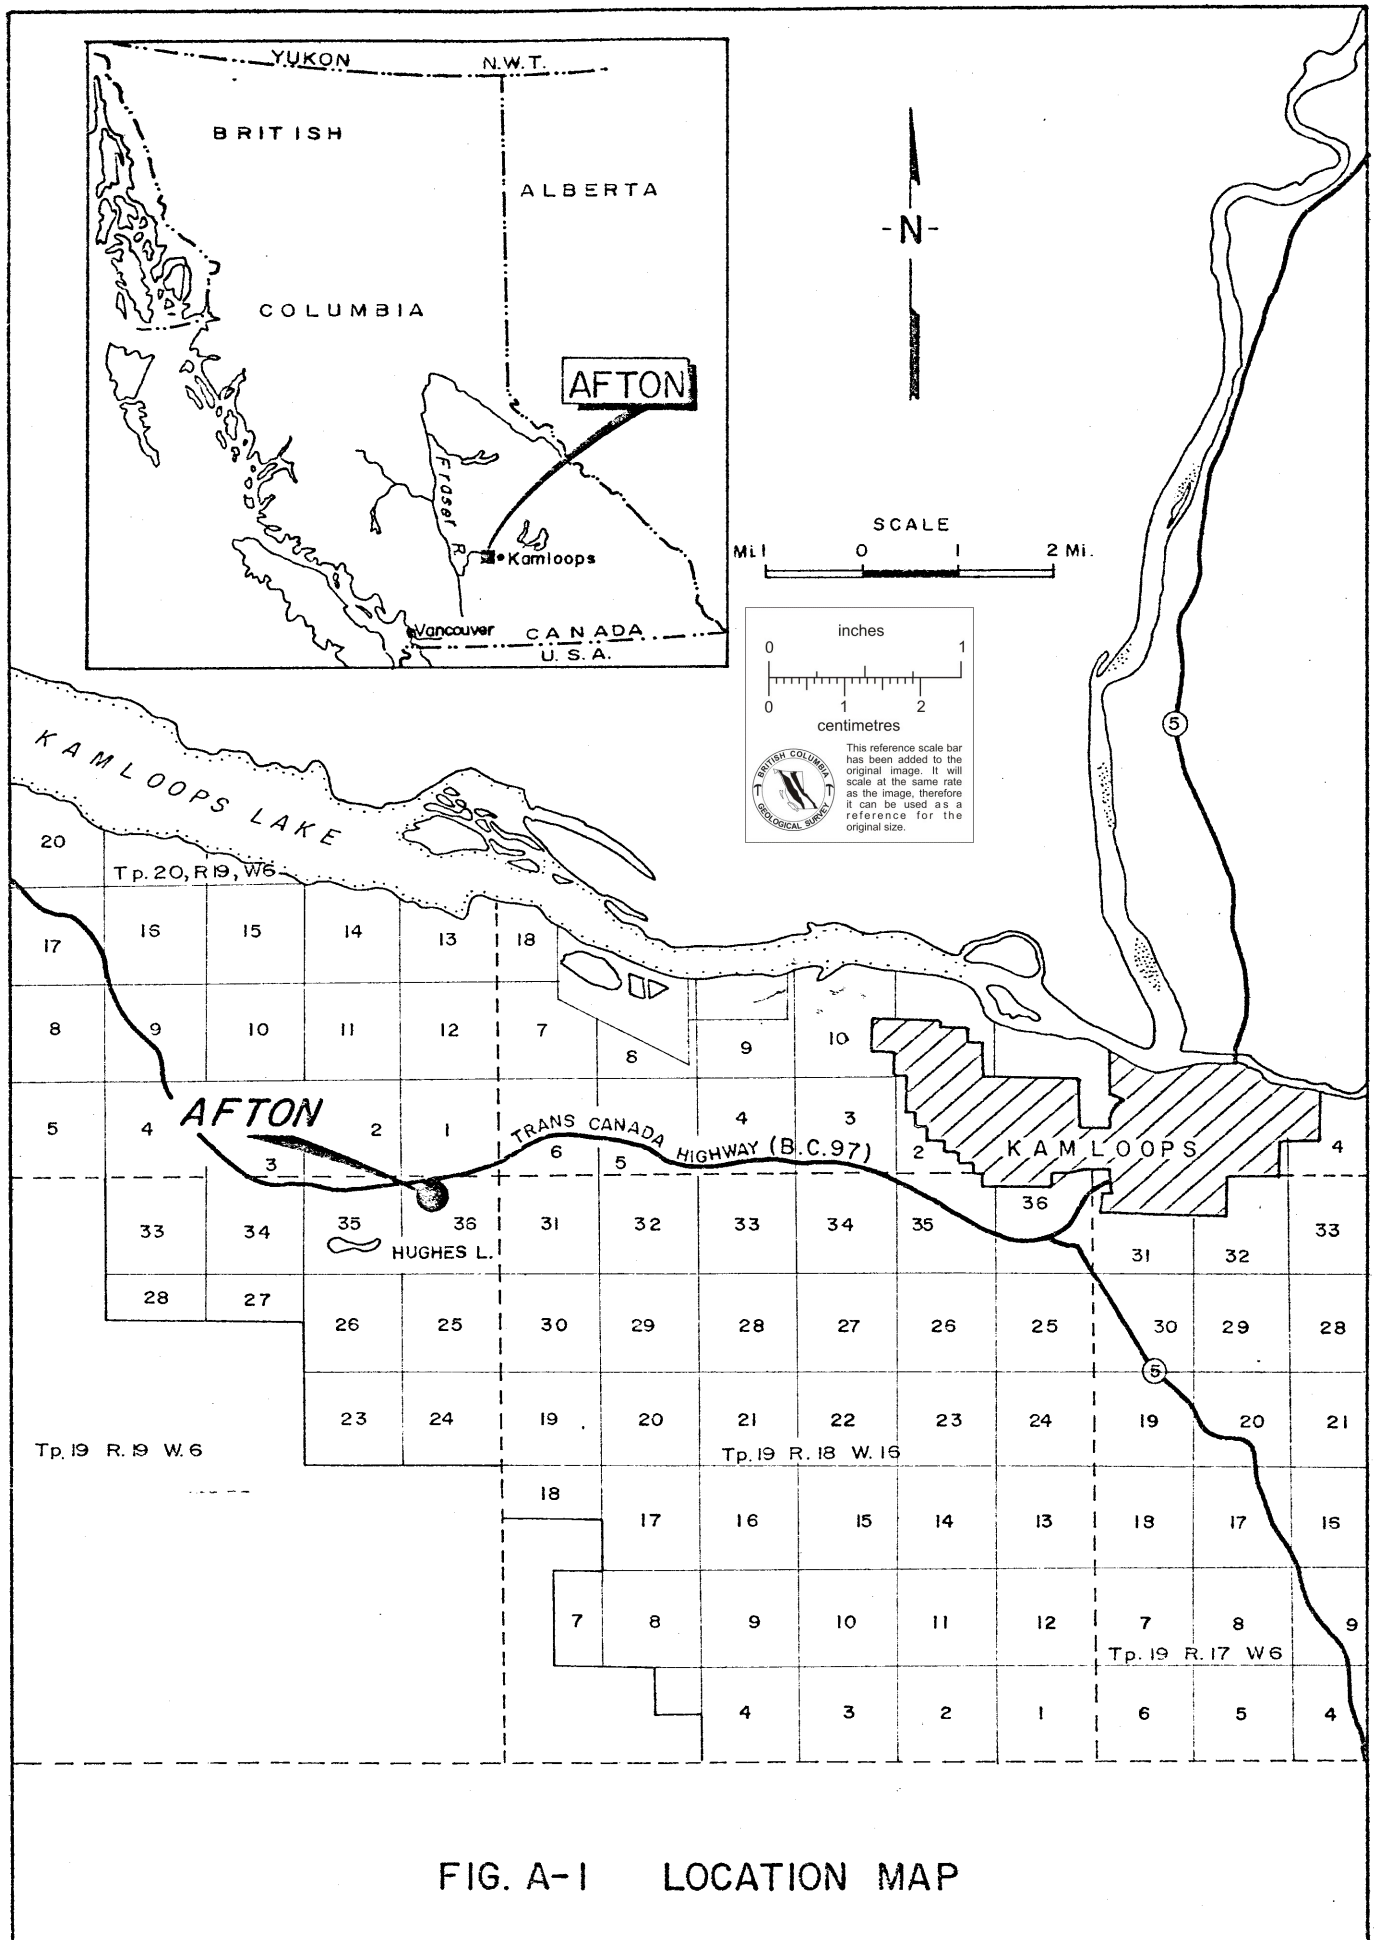 YUKON
N.W.T.
BRITISH
ALBERTA
COLUMBIA
AFTON
Fraser R.
Kamloops
Vancouver
CANADA
U.S.A.
-N-
SCALE
Mi. 1 0 1 2 Mi.
inches
0 1
0 1 2
centimetres
BRITISH COLUMBIA
GEOLOGICAL SURVEY
This reference scale bar
has been added to the
original image. It will
scale at the same rate
as the image, therefore
it can be used as a
reference for the
original size.
5
KAMLOOPS LAKE
20
Tp. 20, R19, W6
17 16 15 14 13 18
8 9 10 11 12 7 8 9 10
AFTON
5 4 3 2 1 6 5 4 3 2 4
TRANS CANADA HIGHWAY (B.C.97)
KAMLOOPS
33 34 35 36 31 32 33 34 35 36 31 32 33
HUGHES L.
28 27 26 25 30 29 28 27 26 25 30 29 28
5
23 24 19 20 21 22 23 24 19 20 21
Tp. 19 R. 19 W. 6
Tp. 19 R. 18 W. 16
18 17 16 15 14 13 18 17 16
7 8 9 10 11 12 7 8 9
Tp. 19 R. 17 W6
4 3 2 1 6 5 4
FIG. A-1 LOCATION MAP